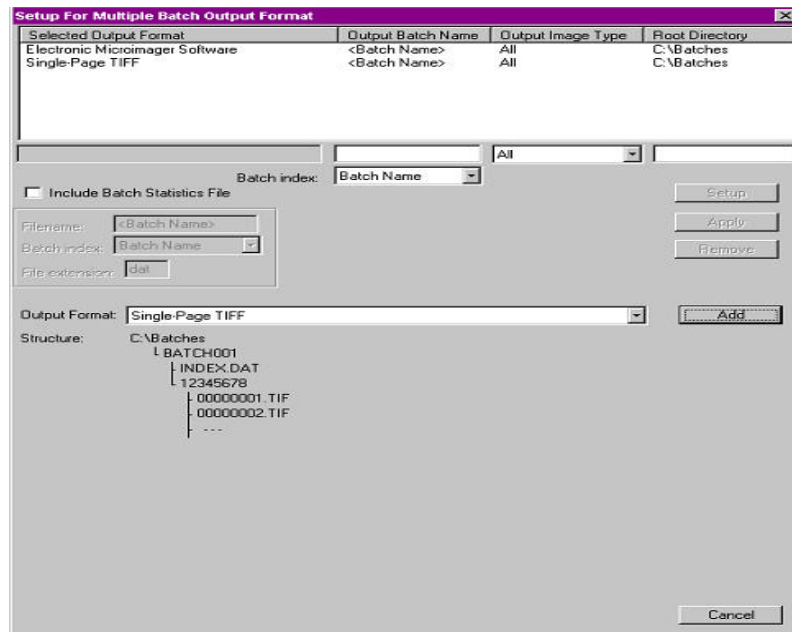 Setup For Multiple Batch Output Format
Selected Output Format Output Batch Name Output Image Type Root Directory
Electronic Microimager Software <Batch Name> All C:\Batches
Single-Page TIFF <Batch Name> All C:\Batches
All
Batch index: Batch Name
Include Batch Statistics File
Setup
Filename: <Batch Name>
Apply
Batch index: Batch Name
Remove
File extension: dat
Output Format: Single-Page TIFF
Add
Structure: C:\Batches
BATCH001
INDEX.DAT
12345678
00000001.TIF
00000002.TIF
---
Cancel